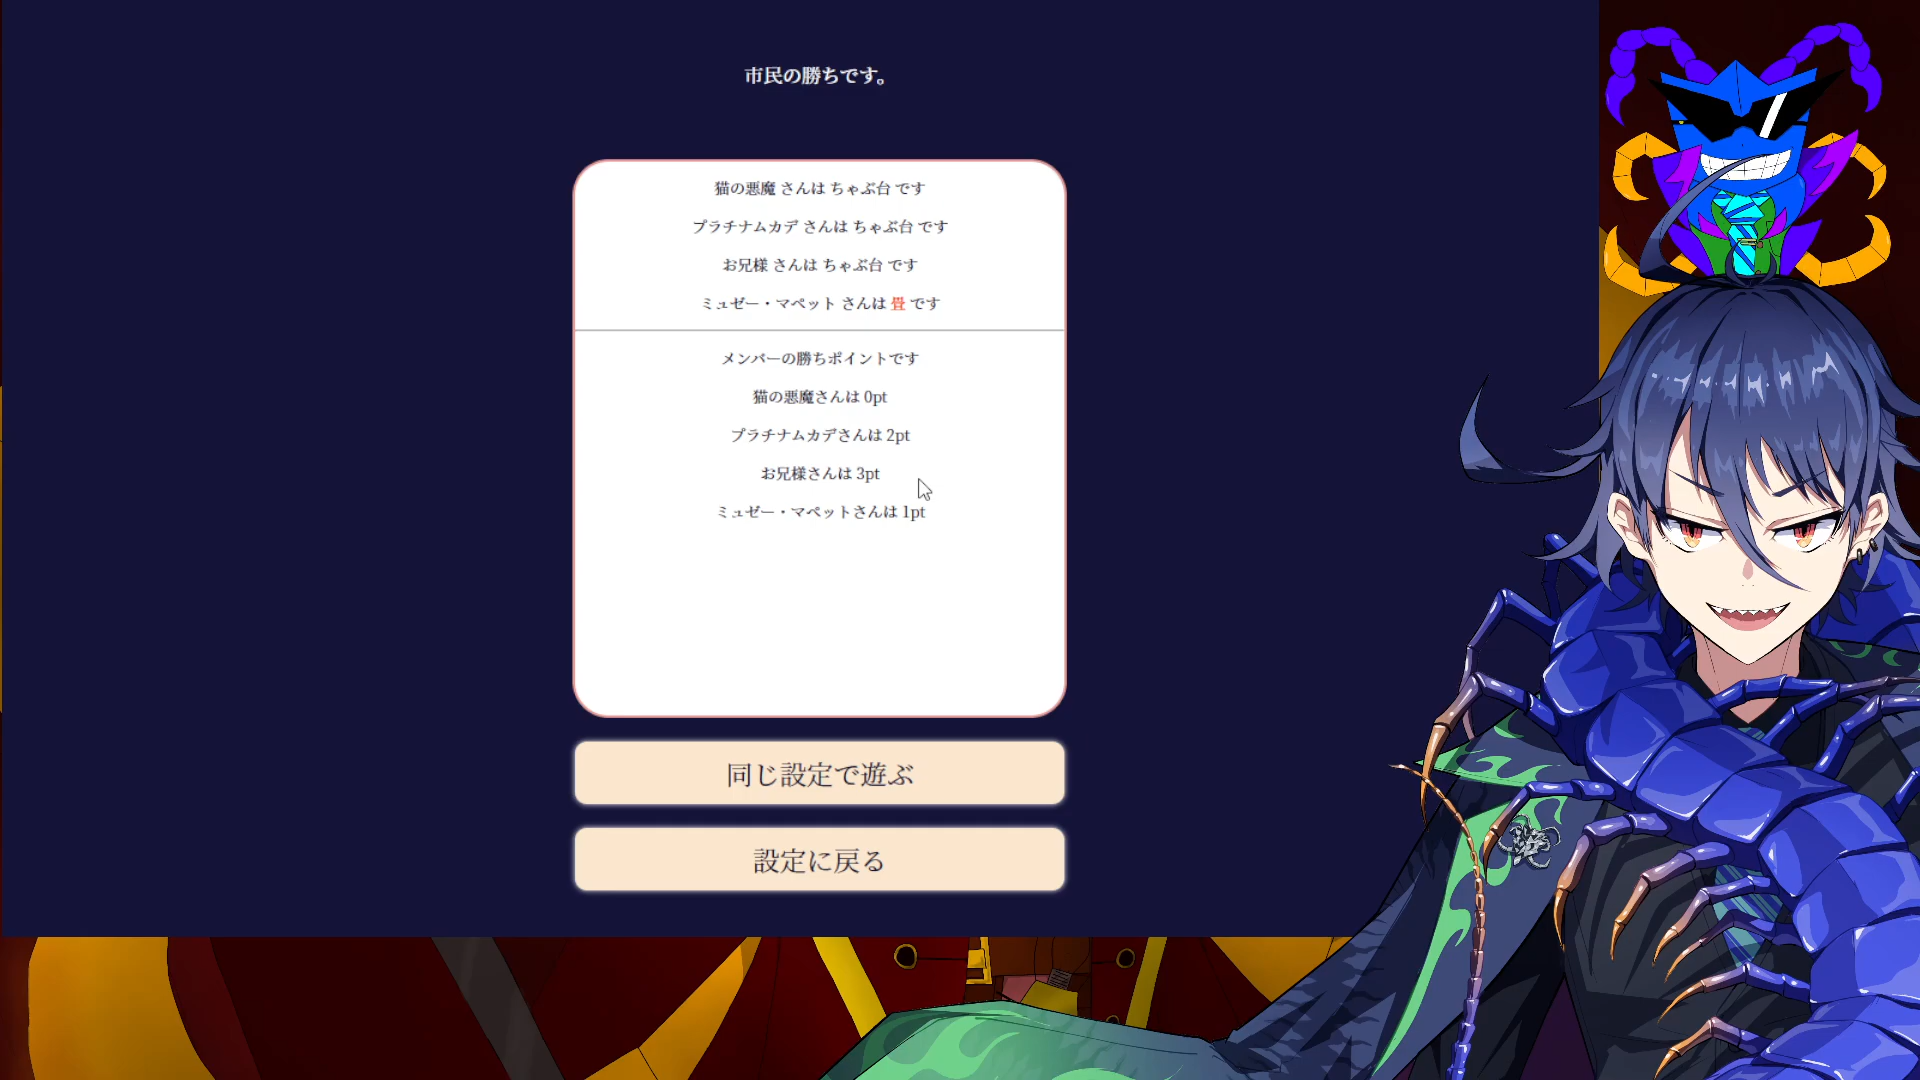 市民の勝ちです。
猫の悪魔 さんは ちゃぶ台 です
プラチナムカデ さんは ちゃぶ台 です
お兄様 さんは ちゃぶ台 です
ミュゼー・マペット さんは 畳 です
メンバーの勝ちポイントです
猫の悪魔さんは 0pt
プラチナムカデさんは 2pt
お兄様さんは 3pt
ミュゼー・マペットさんは 1pt
同じ設定で遊ぶ
設定に戻る